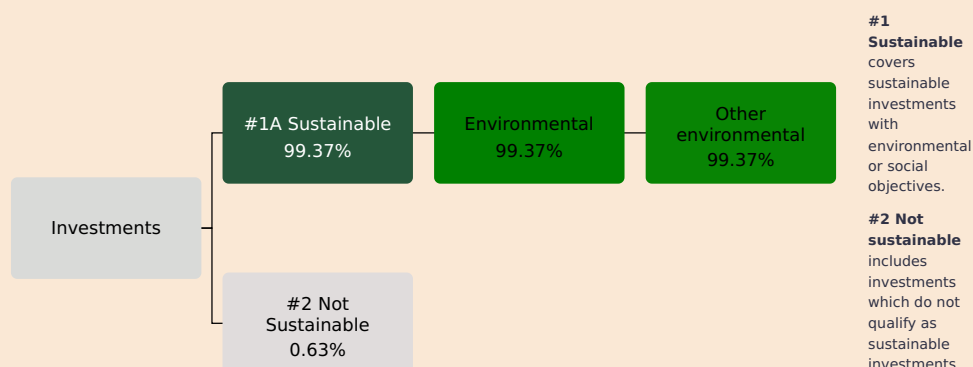 #1
Sustainable
covers
sustainable
investments
with
environmental
or social
objectives.
#2 Not
sustainable
includes
investments
which do not
qualify as
sustainable
investments
#1A Sustainable
99.37%
Environmental
99.37%
Other
environmental
99.37%
Investments
#2 Not
Sustainable
0.63%